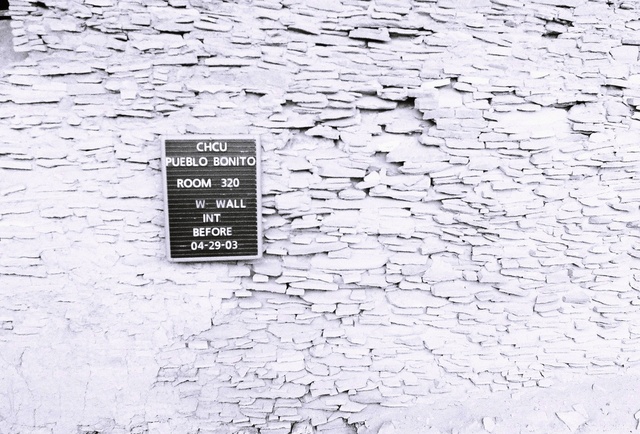 CHCU
PUEBLO BONITO
ROOM 320
W WALL
INT
BEFORE
04-29-03